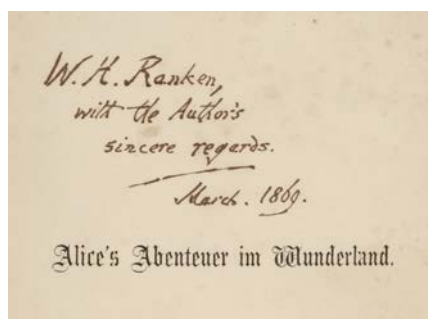 W. H. Ranken,
with the Author's
sincere regards.
March. 1869.
Alice's Abenteuer im Wunderland.